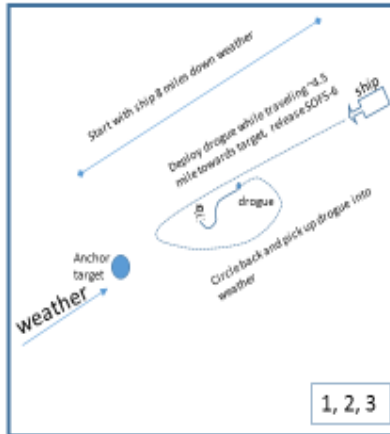 Start with ship 8 miles down weather
ship
Deploy drogue while traveling ~4.5
mile towards target, release SOFS-6
drogue
Circle back and pick up drogue into
weather
Anchor
target
weather
1, 2, 3